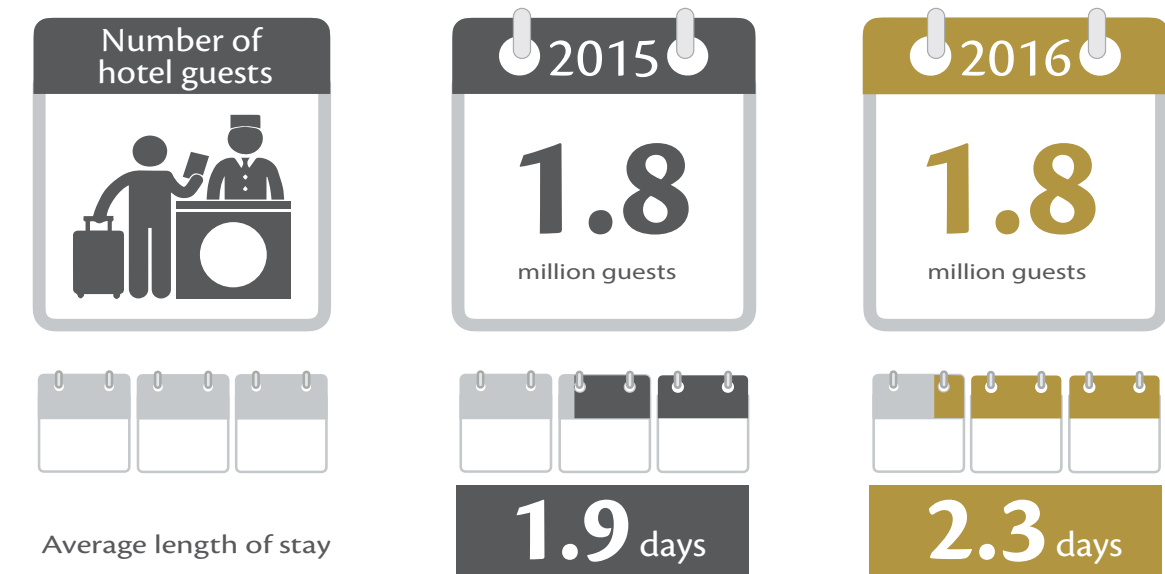 Number of
hotel guests
2015
1.8
million guests
2016
1.8
million guests
Average length of stay
1.9 days
2.3 days